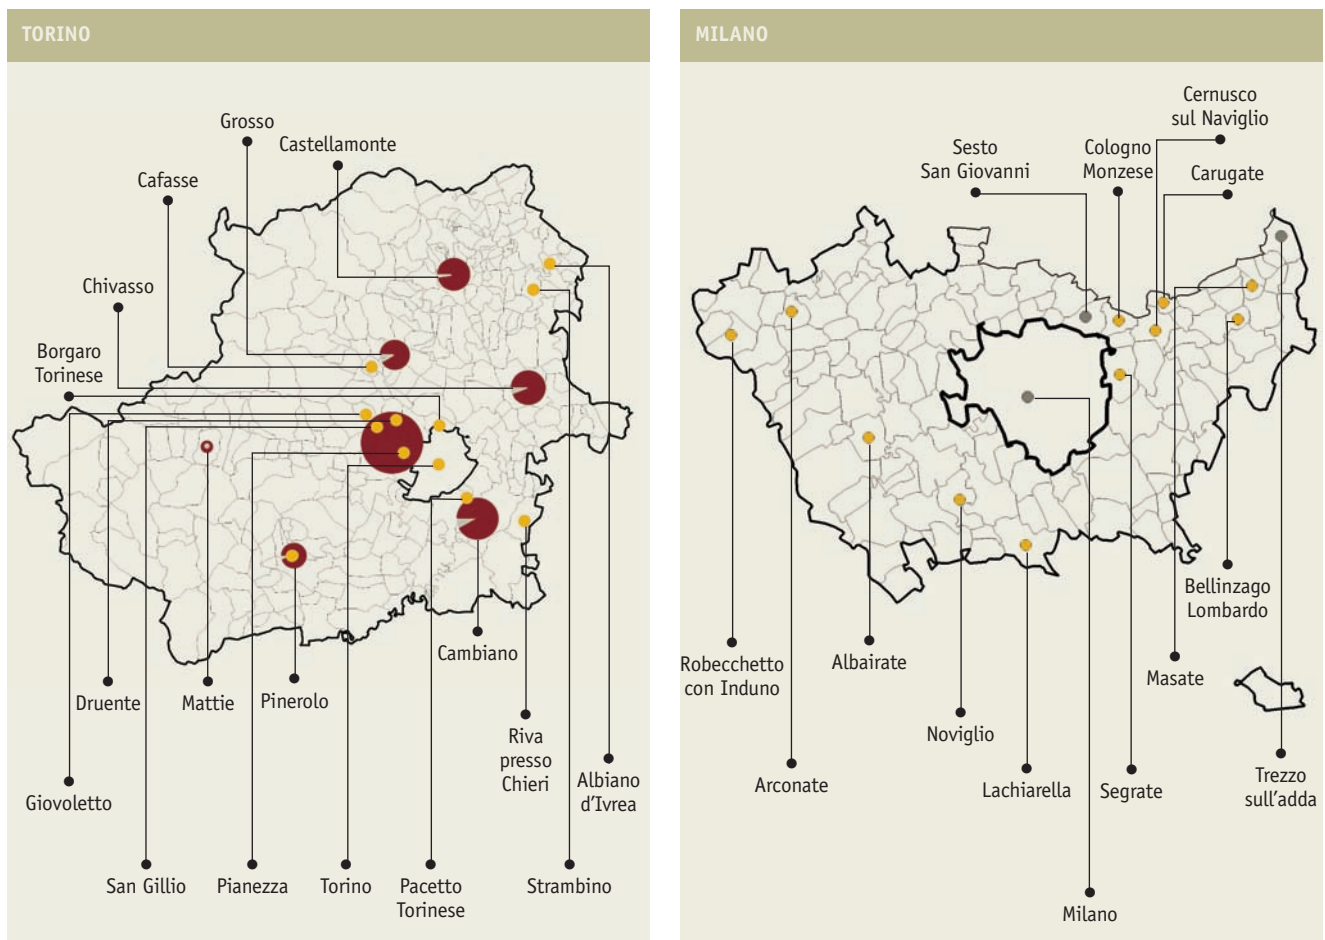 TORINO
Grosso
Castellamonte
Cafasse
Chivasso
Borgaro
Torinese
Cambiano
Druente
Mattie
Pinerolo
Riva
presso
Chieri
Albiano
d'Ivrea
Giovoletto
San Gillio
Pianezza
Torino
Pacetto
Torinese
Strambino
MILANO
Cernusco
sul Naviglio
Sesto
San Giovanni
Cologno
Monzese
Carugate
Bellinzago
Lombardo
Robecchetto
con Induno
Albairate
Masate
Noviglio
Arconate
Lachiarella
Segrate
Trezzo
sull'adda
Milano